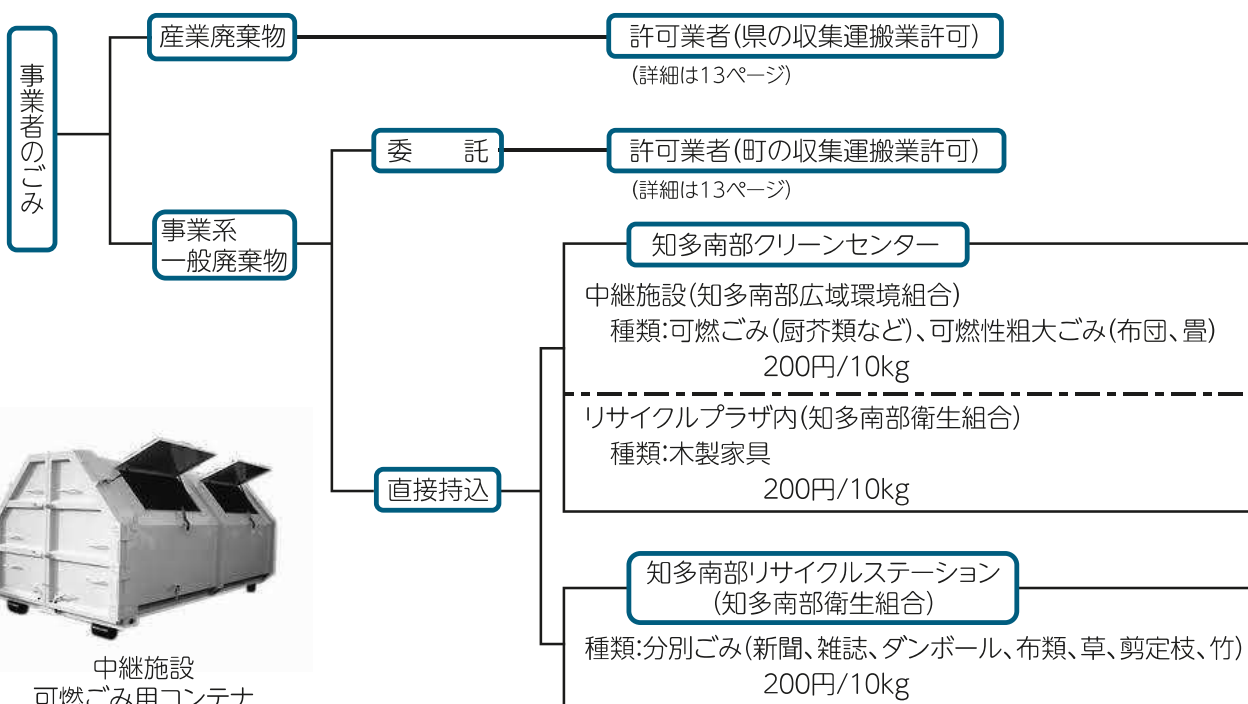 事業者のごみ
産業廃棄物
許可業者(県の収集運搬業許可)
(詳細は13ページ)
委　　託
許可業者(町の収集運搬業許可)
(詳細は13ページ)
事業系
一般廃棄物
知多南部クリーンセンター
中継施設(知多南部広域環境組合)
種類:可燃ごみ(厨芥類など)、可燃性粗大ごみ(布団、畳)
200円/10kg
リサイクルプラザ内(知多南部衛生組合)
種類:木製家具
200円/10kg
直接持込
知多南部リサイクルステーション
(知多南部衛生組合)
種類:分別ごみ(新聞、雑誌、ダンボール、布類、草、剪定枝、竹)
200円/10kg
中継施設
可燃ごみ用コンテナ